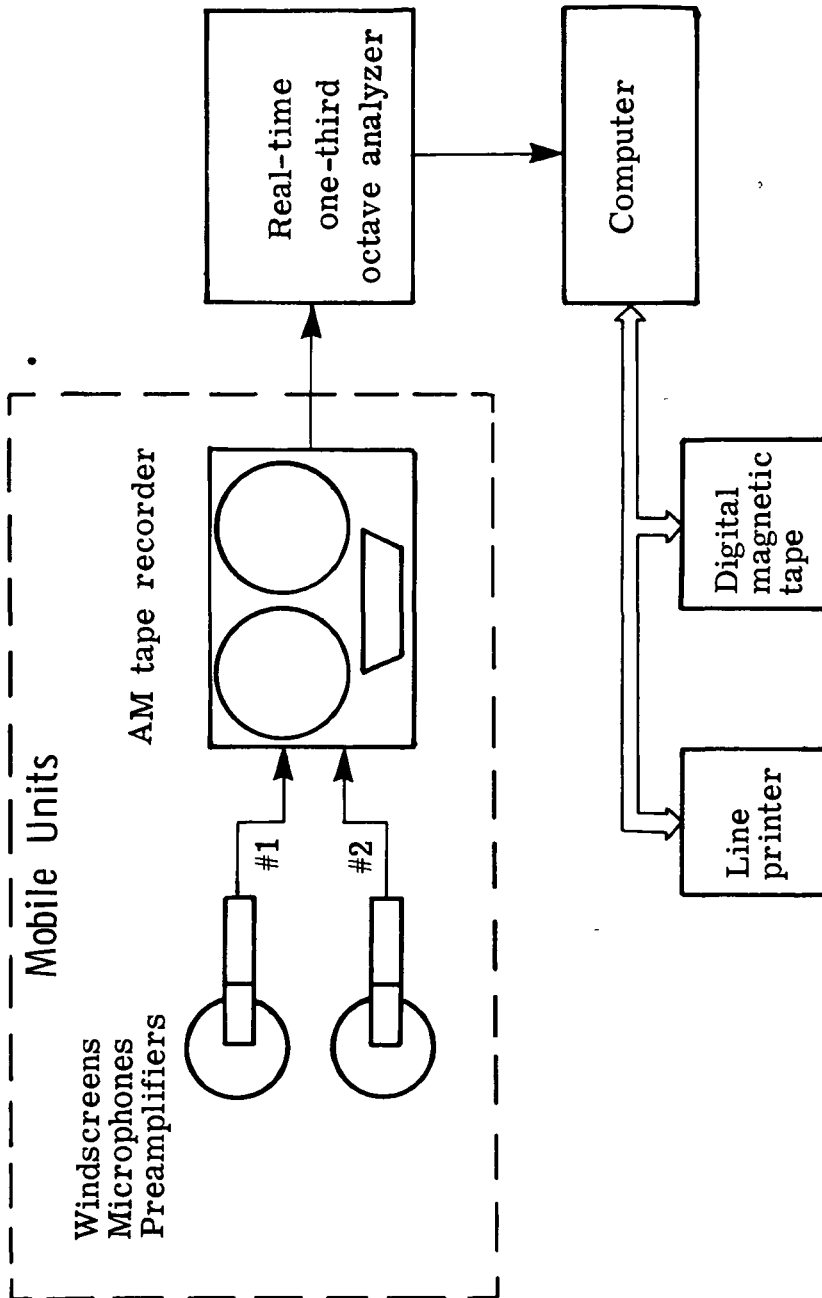 Mobile Units
Windscreens
Microphones
Preamplifiers
#1
#2
AM tape recorder
Real-time
one-third
octave analyzer
Computer
Line
printer
Digital
magnetic
tape